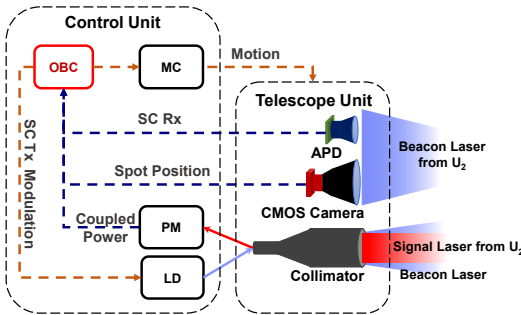 Control Unit
OBC
MC
Motion
Telescope Unit
SC Rx
APD
Beacon Laser
from U2
Spot Position
CMOS Camera
SC Tx Modulation
Coupled
Power
PM
LD
Collimator
Signal Laser from U2
Beacon Laser